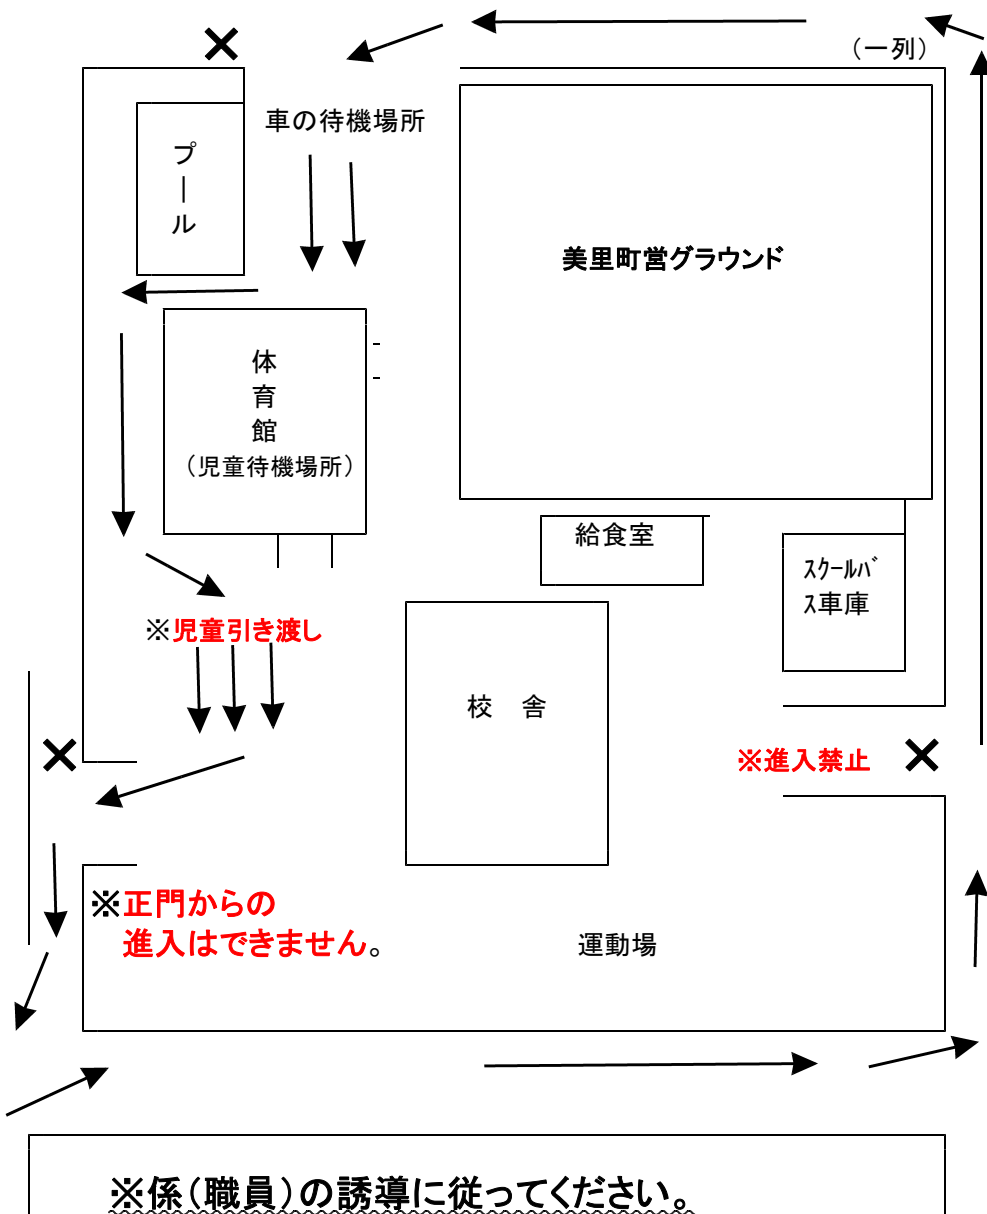 （一列）
車の待機場所
プール
美里町営グラウンド
体育館
（児童待機場所）
給食室
ｽｸｰﾙﾊﾞ
ｽ車庫
※児童引き渡し
校　舎
※進入禁止
※正門からの
進入はできません。
運動場
※係（職員）の誘導に従ってください。